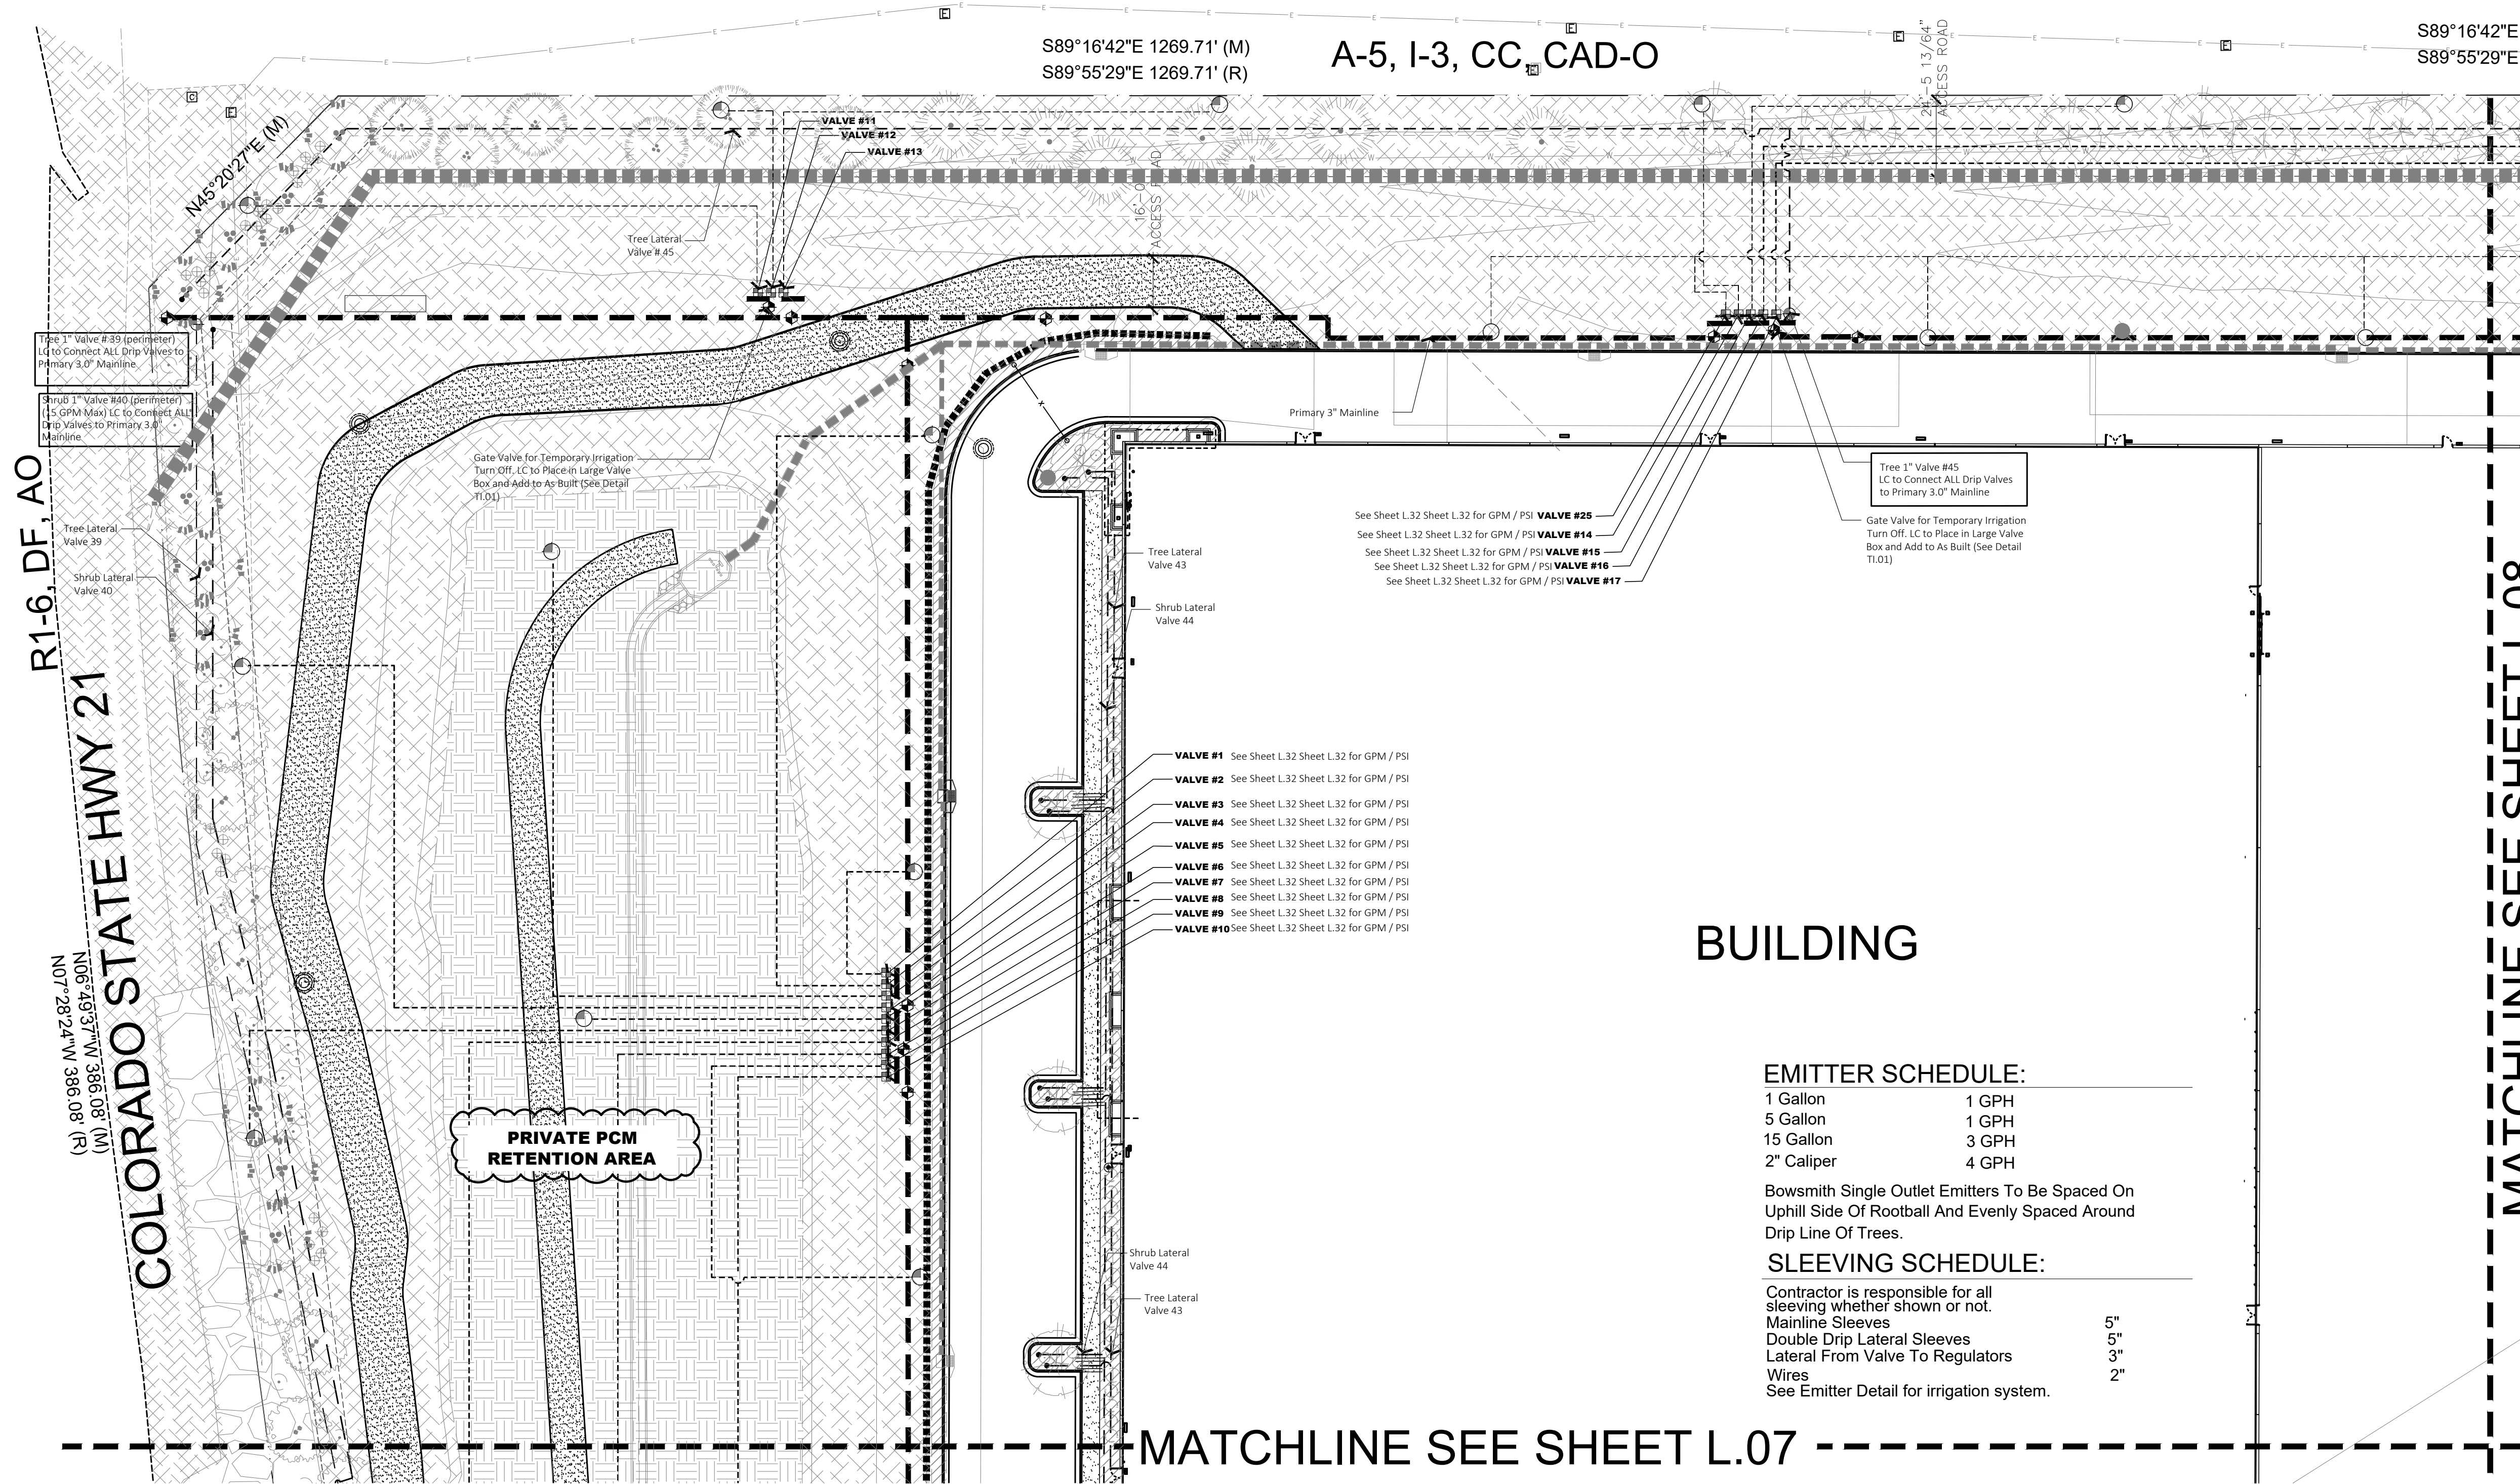 S89°16'42"E 1269.71' (M)
S89°55'29"E 1269.71' (R)
A-5, I-3, CC, CAD-O
S89°16'42"E
S89°55'29"E
24'-5 13/64"
ACCESS ROAD
N45°20'27"E (M)
VALVE #11
VALVE #12
VALVE #13
16'-0"
ACCESS ROAD
Tree Lateral
Valve # 45
Tree 1" Valve # 39 (perimeter)
LC to Connect ALL Drip Valves to
Primary 3.0" Mainline
Shrub 1" Valve #40 (perimeter)
(15 GPM Max) LC to Connect ALL
Drip Valves to Primary 3.0"
Mainline
Primary 3" Mainline
Gate Valve for Temporary Irrigation
Turn Off. LC to Place in Large Valve
Box and Add to As Built (See Detail
TI.01)
Tree 1" Valve #45
LC to Connect ALL Drip Valves
to Primary 3.0" Mainline
Gate Valve for Temporary Irrigation
Turn Off. LC to Place in Large Valve
Box and Add to As Built (See Detail
TI.01)
See Sheet L.32 Sheet L.32 for GPM / PSI VALVE #25
See Sheet L.32 Sheet L.32 for GPM / PSI VALVE #14
See Sheet L.32 Sheet L.32 for GPM / PSI VALVE #15
See Sheet L.32 Sheet L.32 for GPM / PSI VALVE #16
See Sheet L.32 Sheet L.32 for GPM / PSI VALVE #17
R1-6, DF, AO
Tree Lateral
Valve 39
Shrub Lateral
Valve 40
Tree Lateral
Valve 43
Shrub Lateral
Valve 44
COLORADO STATE HWY 21
N06°49'37"W 386.08' (M)
N07°28'24"W 386.08' (R)
VALVE #1 See Sheet L.32 Sheet L.32 for GPM / PSI
VALVE #2 See Sheet L.32 Sheet L.32 for GPM / PSI
VALVE #3 See Sheet L.32 Sheet L.32 for GPM / PSI
VALVE #4 See Sheet L.32 Sheet L.32 for GPM / PSI
VALVE #5 See Sheet L.32 Sheet L.32 for GPM / PSI
VALVE #6 See Sheet L.32 Sheet L.32 for GPM / PSI
VALVE #7 See Sheet L.32 Sheet L.32 for GPM / PSI
VALVE #8 See Sheet L.32 Sheet L.32 for GPM / PSI
VALVE #9 See Sheet L.32 Sheet L.32 for GPM / PSI
VALVE #10 See Sheet L.32 Sheet L.32 for GPM / PSI
BUILDING
PRIVATE PCM
RETENTION AREA
EMITTER SCHEDULE:
1 Gallon 1 GPH
5 Gallon 1 GPH
15 Gallon 3 GPH
2" Caliper 4 GPH
Bowsmith Single Outlet Emitters To Be Spaced On
Uphill Side Of Rootball And Evenly Spaced Around
Drip Line Of Trees.
SLEEVING SCHEDULE:
Contractor is responsible for all
sleeving whether shown or not.
Mainline Sleeves 5"
Double Drip Lateral Sleeves 5"
Lateral From Valve To Regulators 3"
Wires 2"
See Emitter Detail for irrigation system.
Shrub Lateral
Valve 44
Tree Lateral
Valve 43
MATCHLINE SEE SHEET L.07
MATCHLINE SEE SHEET L.08